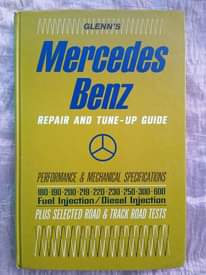 GLENN'S
Mercedes
Benz
REPAIR AND TUNE-UP GUIDE
PERFORMANCE & MECHANICAL SPECIFICATIONS
180-190-200-219-220-230-250-300-600
Fuel Injection/Diesel Injection
PLUS SELECTED ROAD & TRACK ROAD TESTS